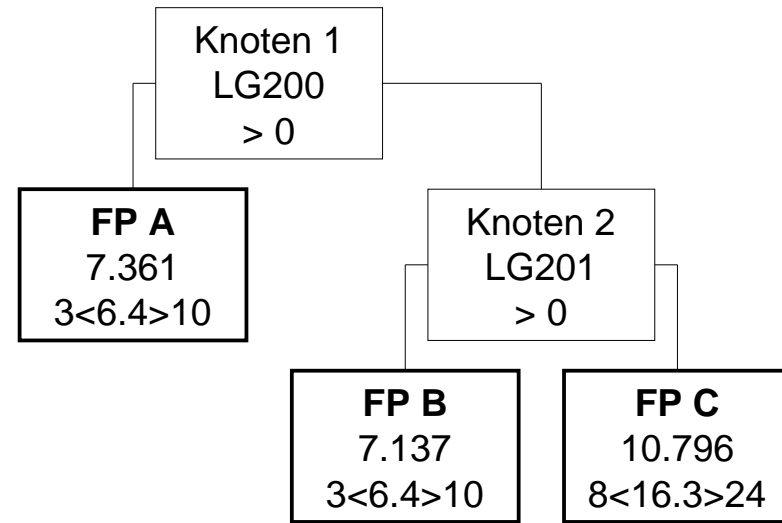 Knoten 1
LG200
> 0
FP A
7.361
3<6.4>10
Knoten 2
LG201
> 0
FP B
7.137
3<6.4>10
FP C
10.796
8<16.3>24